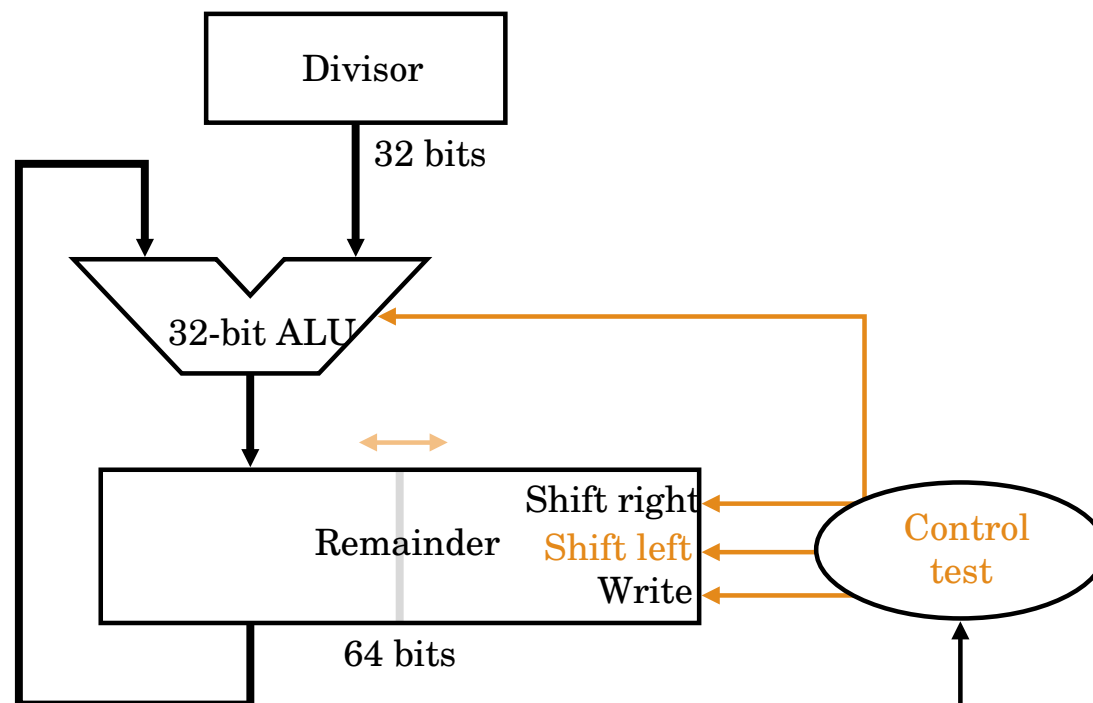 Divisor
32 bits
32-bit ALU
Shift right
Remainder
Shift left
Write
Control
test
64 bits